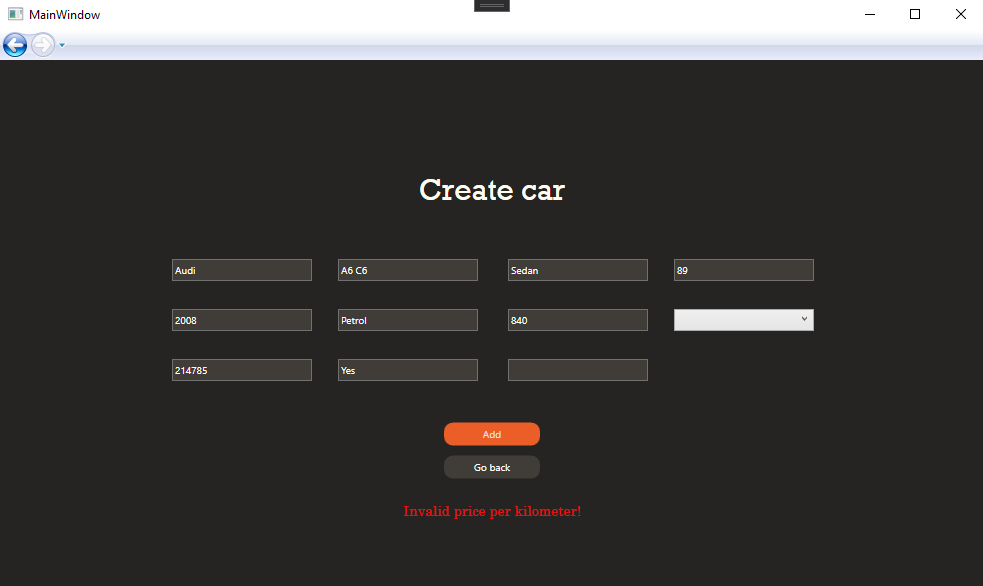 MainWindow
Create car
Audi A6 C6 Sedan 89
2008 Petrol 840
214785 Yes
Add
Go back
Invalid price per kilometer!